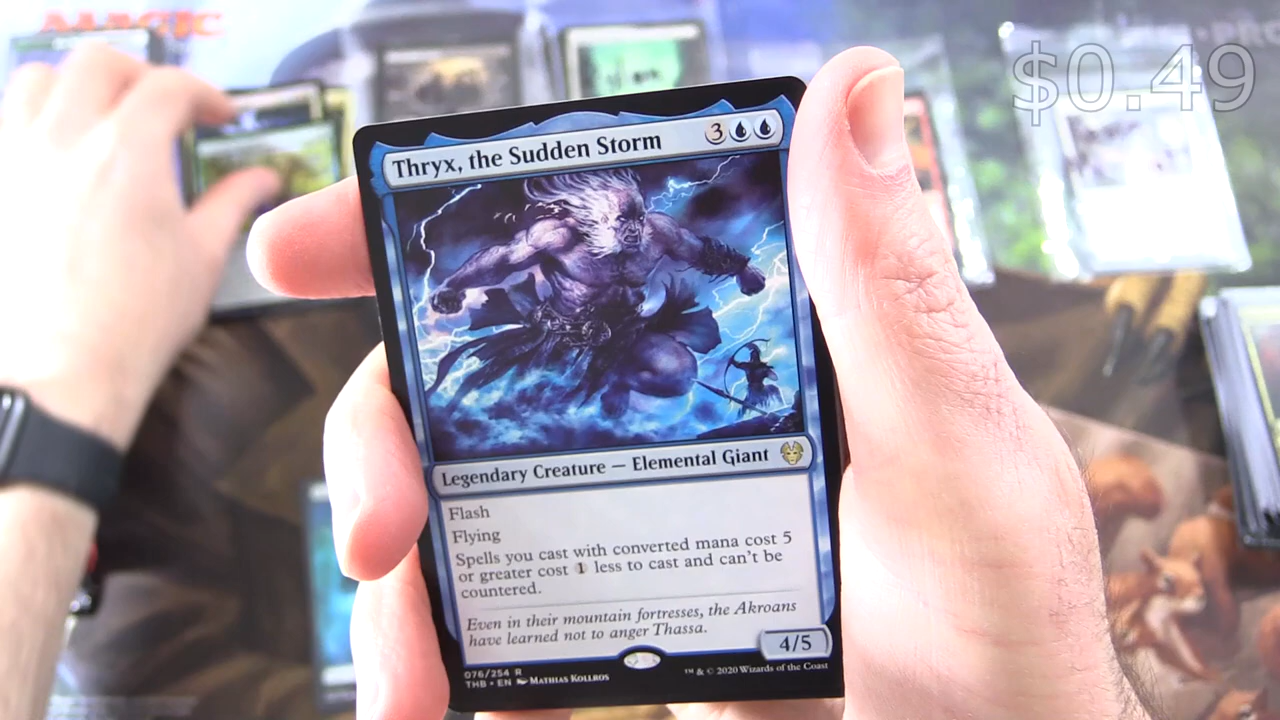 MAGIC
$0.49
Thryx, the Sudden Storm 3
Legendary Creature — Elemental Giant
Flash
Flying
Spells you cast with converted mana cost 5
or greater cost 1 less to cast and can't be
countered.
Even in their mountain fortresses, the Akroans
have learned not to anger Thassa.
4/5
076/254 R
THB • EN MATHIAS KOLLROS
™ & © 2020 Wizards of the Coast